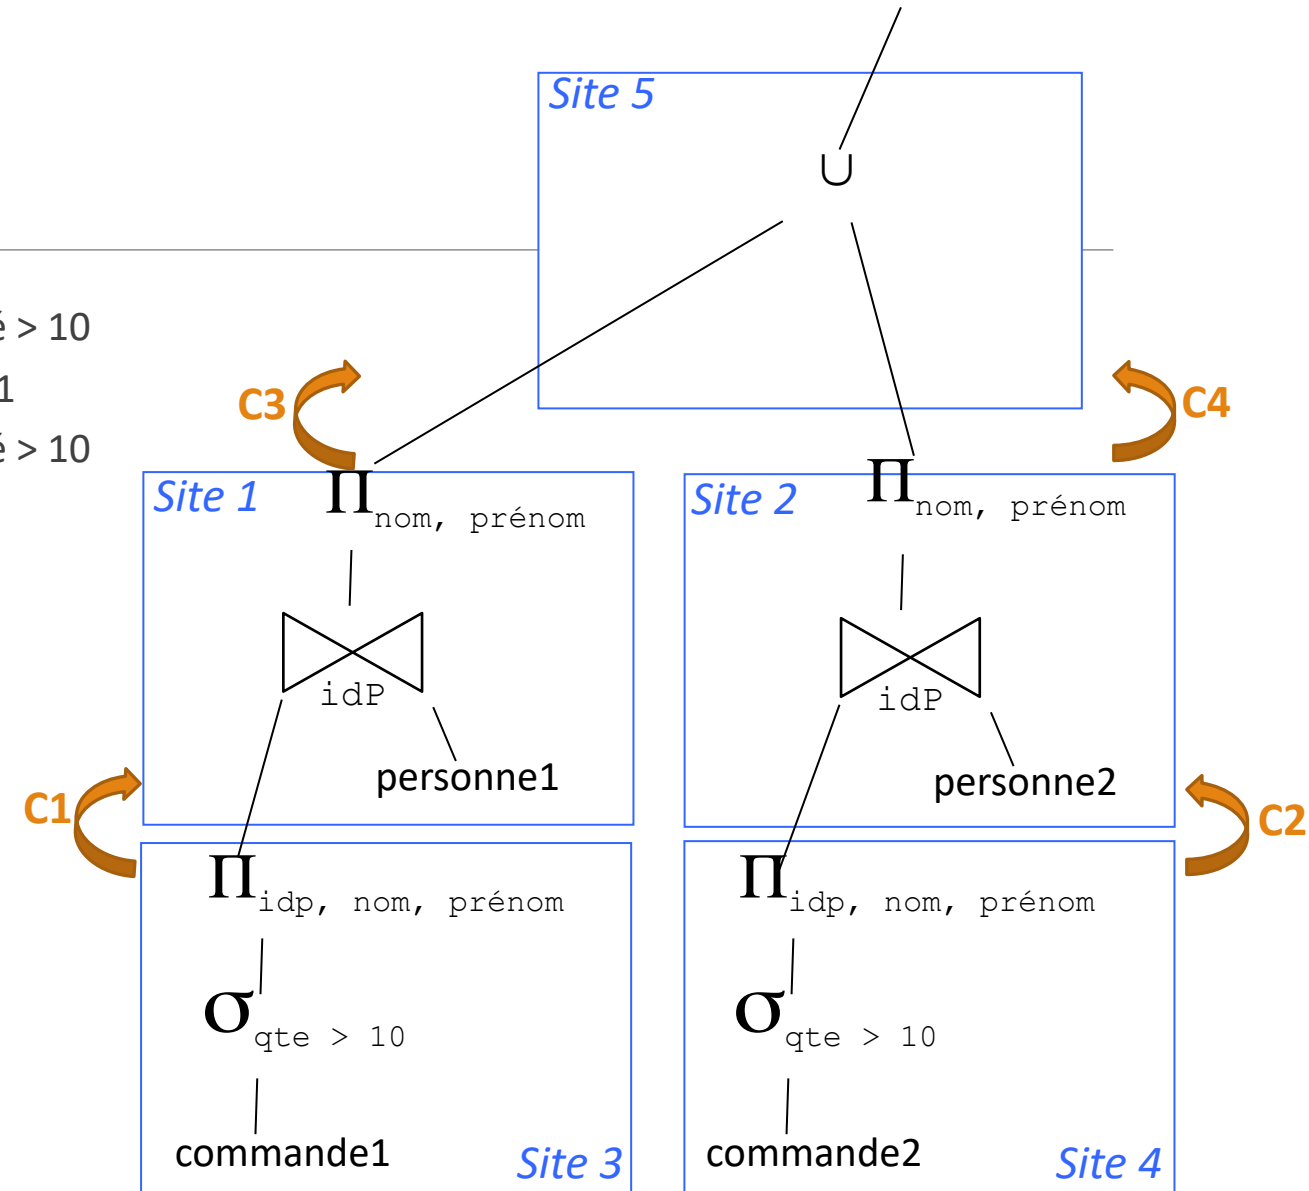 Site 5
∪
é > 10
1
é > 10
C3
C4
Site 1
Π nom, prénom
Site 2
Π nom, prénom
idP
idP
personne1
personne2
C1
C2
Π idp, nom, prénom
Π idp, nom, prénom
σ qte > 10
σ qte > 10
commande1
Site 3
commande2
Site 4